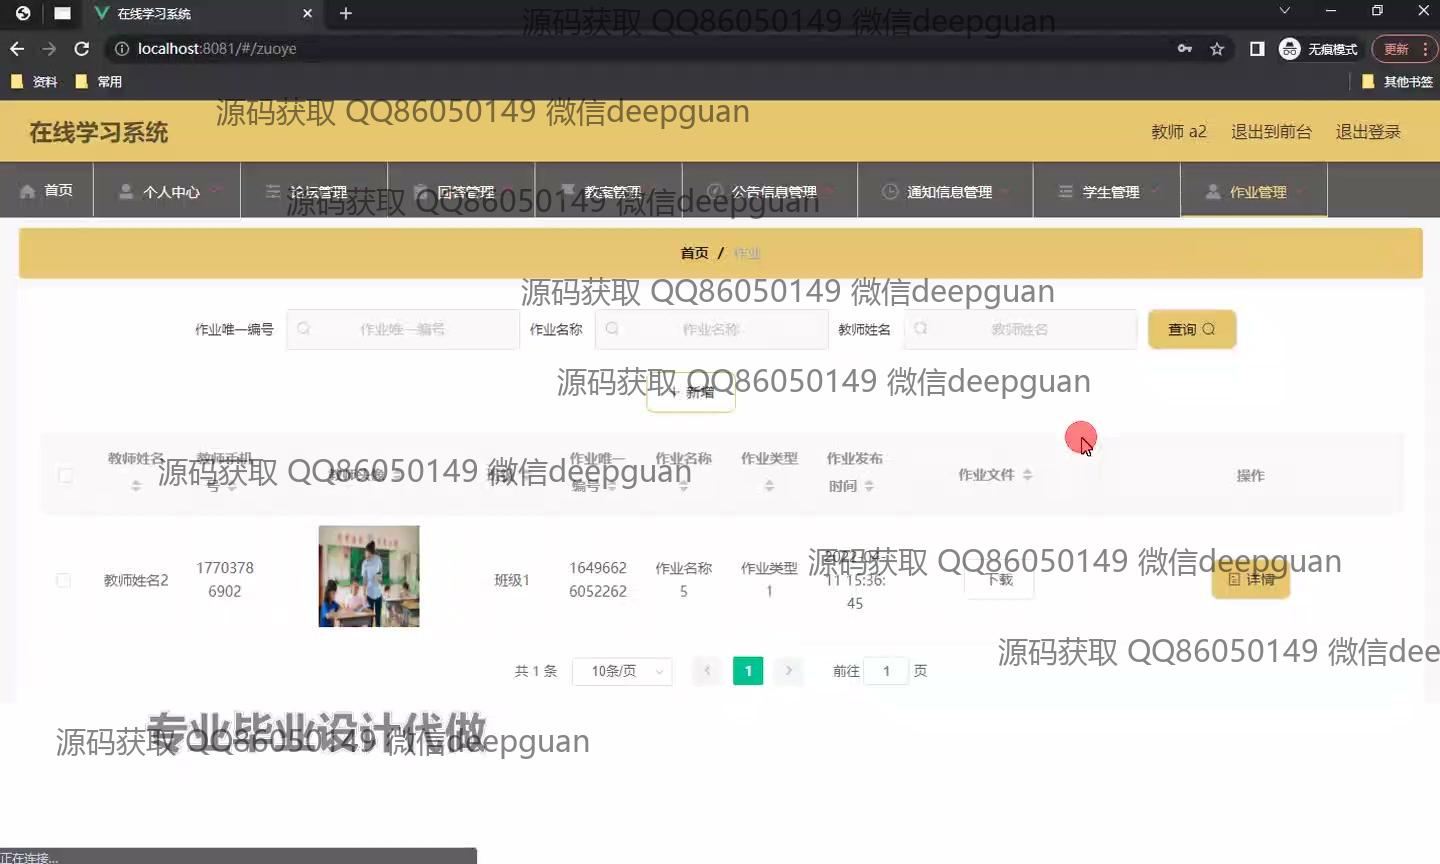 在线学习系统
源码获取 QQ86050149 微信deepguan
localhost:8081/#/zuoye
无痕模式
更新
资料
常用
其他书签
源码获取 QQ86050149 微信deepguan
在线学习系统
教师 a2
退出到前台
退出登录
首页
个人中心
论坛管理
回答管理
教案管理
公告信息管理
通知信息管理
学生管理
作业管理
源码获取 QQ86050149 微信deepguan
首页 / 作业
源码获取 QQ86050149 微信deepguan
作业唯一编号
作业唯一编号
作业名称
作业名称
教师姓名
教师姓名
查询
源码获取 QQ86050149 微信deepguan
+ 新增
教师姓名
教师手机
号
班级
作业唯一
编号
作业名称
作业类型
作业发布
时间
作业文件
操作
源码获取 QQ86050149 微信deepguan
教师姓名2
1770378
6902
班级1
1649662
6052262
作业名称
5
作业类型
1
2022-04-
11 15:36:
45
下载
详情
源码获取 QQ86050149 微信deepguan
源码获取 QQ86050149 微信dee
共 1 条
10条/页
1
前往
1
页
专业毕业设计代做
源码获取 QQ86050149 微信deepguan
正在连接...